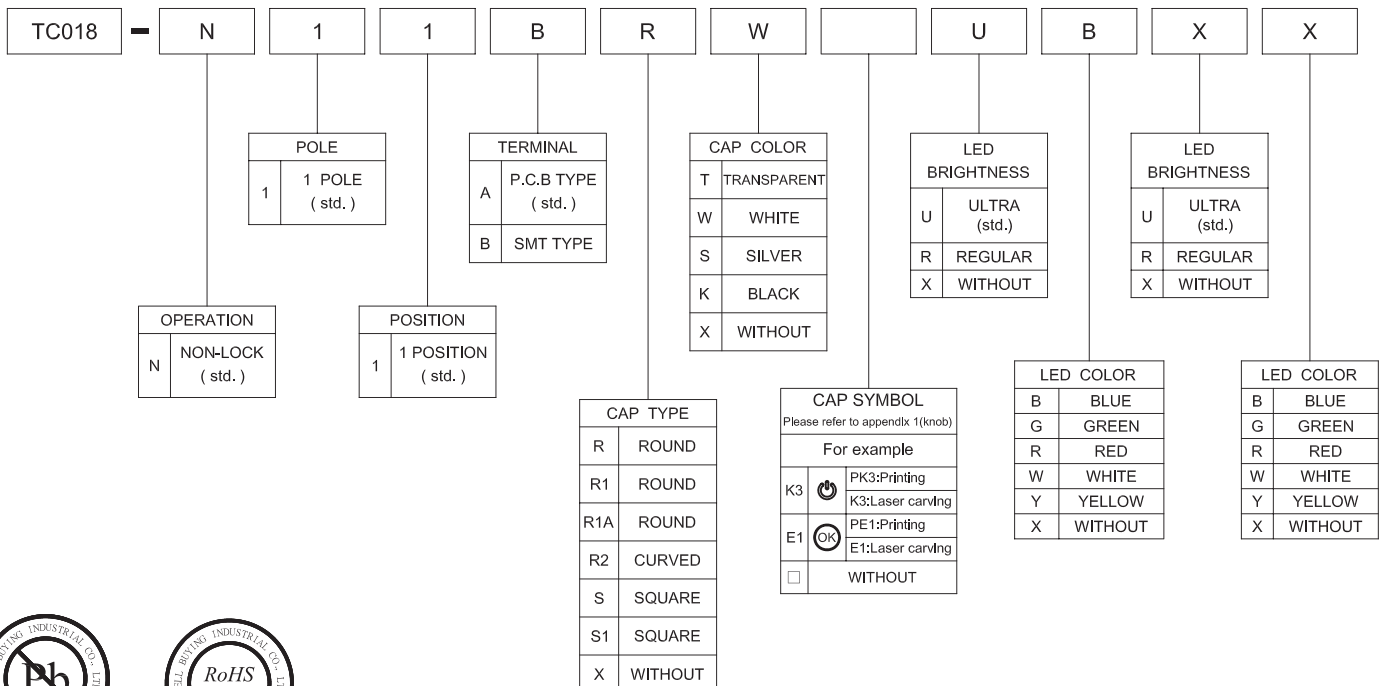 TC018 - N 1 1 B R W U B X X
POLE
1 1 POLE
( std. )
TERMINAL
A P.C.B TYPE
( std. )
B SMT TYPE
CAP COLOR
T TRANSPARENT
W WHITE
S SILVER
K BLACK
X WITHOUT
LED
BRIGHTNESS
U ULTRA
(std.)
R REGULAR
X WITHOUT
LED
BRIGHTNESS
U ULTRA
(std.)
R REGULAR
X WITHOUT
OPERATION
N NON-LOCK
( std. )
POSITION
1 1 POSITION
( std. )
CAP TYPE
R ROUND
R1 ROUND
R1A ROUND
R2 CURVED
S SQUARE
S1 SQUARE
X WITHOUT
CAP SYMBOL
Please refer to appendix 1(knob)
For example
K3 PK3:Printing
K3:Laser carving
E1 OK PE1:Printing
E1:Laser carving
□ WITHOUT
LED COLOR
B BLUE
G GREEN
R RED
W WHITE
Y YELLOW
X WITHOUT
LED COLOR
B BLUE
G GREEN
R RED
W WHITE
Y YELLOW
X WITHOUT
INDUSTRIAL CO.,
Pb
BUYING INDUSTRIAL CO.,
RoHS